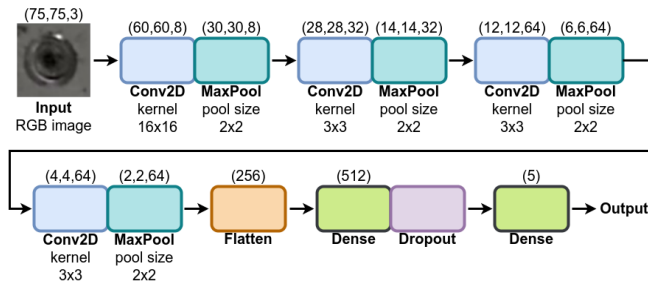 (75,75,3)
(60,60,8) (30,30,8)
(28,28,32) (14,14,32)
(12,12,64) (6,6,64)
Input
RGB image
Conv2D
kernel
16x16
MaxPool
pool size
2x2
Conv2D
kernel
3x3
MaxPool
pool size
2x2
Conv2D
kernel
3x3
MaxPool
pool size
2x2
(4,4,64) (2,2,64)
(256)
(512)
(5)
Conv2D
kernel
3x3
MaxPool
pool size
2x2
Flatten
Dense
Dropout
Dense
Output